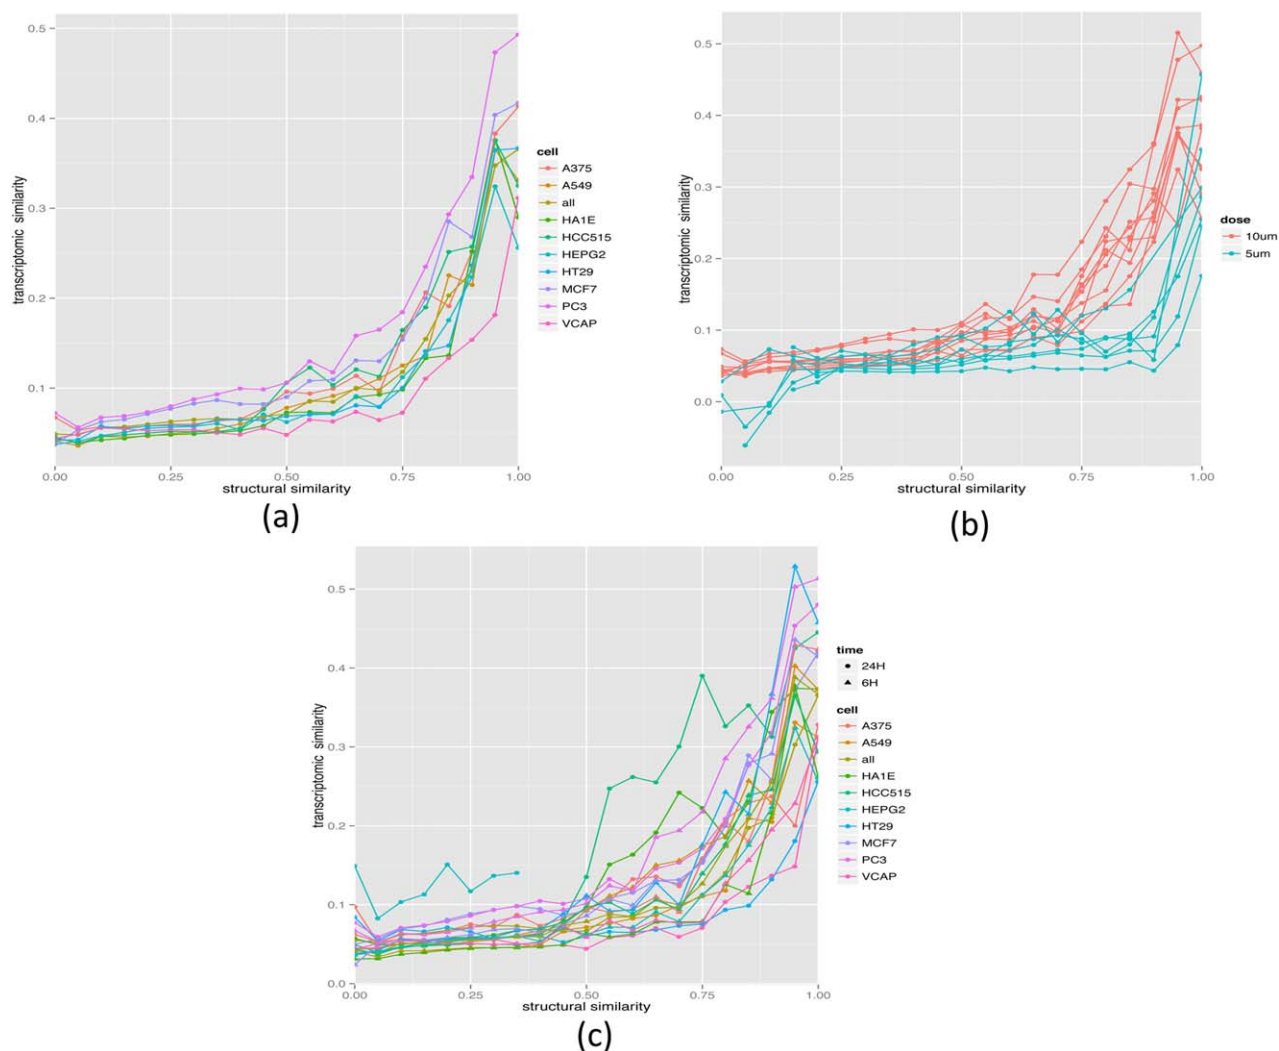 0.5
0.4
0.3
0.2
0.1
transcriptomic similarity
0.00
0.25
0.50
0.75
1.00
structural similarity
cell
A375
A549
all
HA1E
HCC515
HEPG2
HT29
MCF7
PC3
VCAP
(a)
0.5
0.4
0.3
0.2
0.1
0.0
transcriptomic similarity
0.00
0.25
0.50
0.75
1.00
structural similarity
dose
10um
5um
(b)
0.5
0.4
0.3
0.2
0.1
0.0
transcriptomic similarity
0.00
0.25
0.50
0.75
1.00
structural similarity
time
24H
6H
cell
A375
A549
all
HA1E
HCC515
HEPG2
HT29
MCF7
PC3
VCAP
(c)